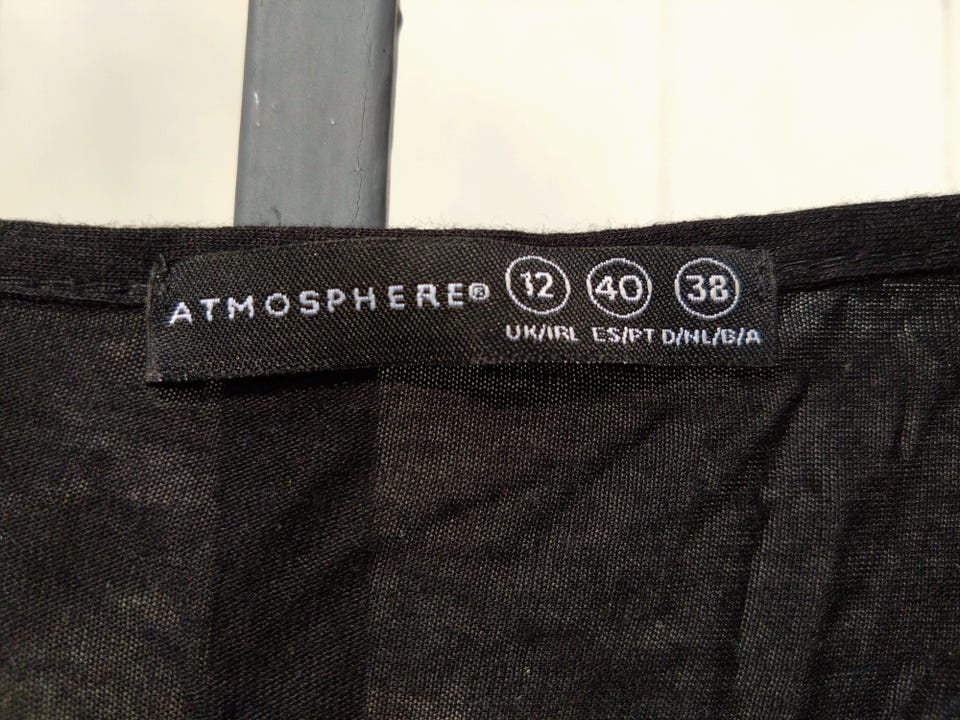 ATMOSPHERE® 12 40 38
UK/IRL ES/PT D/NL/B/A